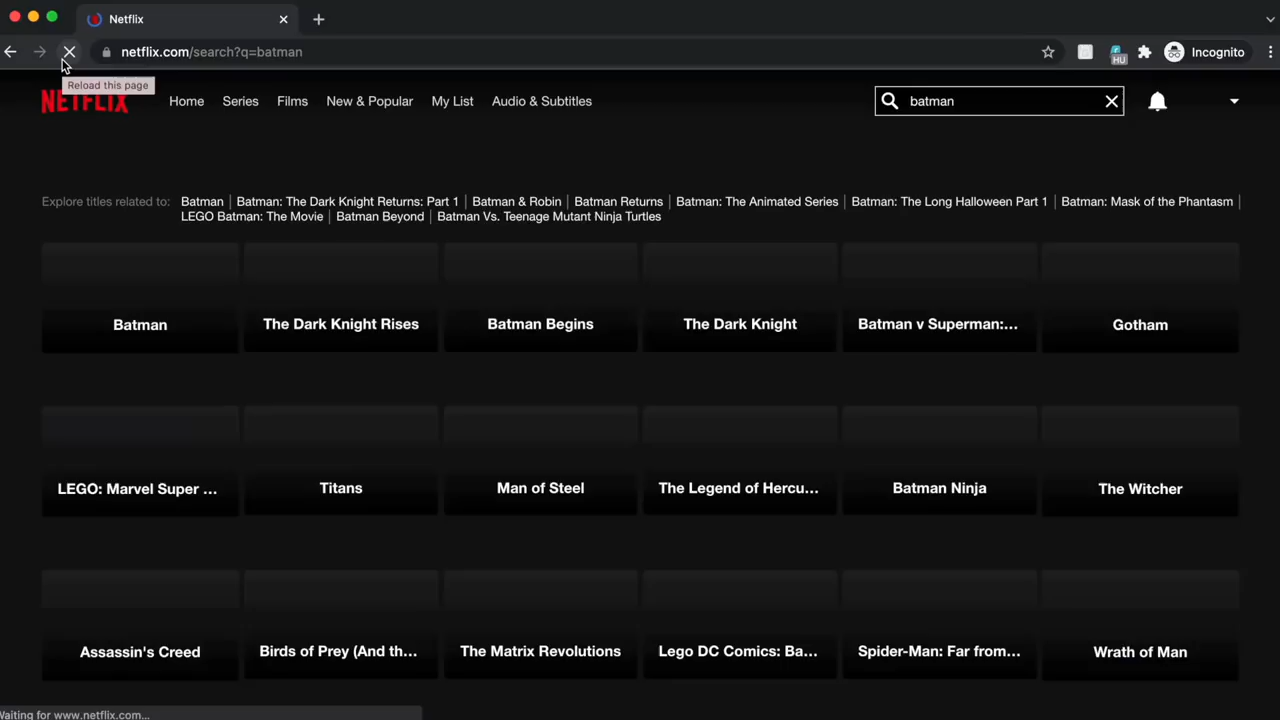 Netflix
netflix.com/search?q=batman
HU
Incognito
Reload this page
NETFLIX
Home
Series
Films
New & Popular
My List
Audio & Subtitles
batman
Explore titles related to: Batman | Batman: The Dark Knight Returns: Part 1 | Batman & Robin | Batman Returns | Batman: The Animated Series | Batman: The Long Halloween Part 1 | Batman: Mask of the Phantasm |
LEGO Batman: The Movie | Batman Beyond | Batman Vs. Teenage Mutant Ninja Turtles
Batman
The Dark Knight Rises
Batman Begins
The Dark Knight
Batman v Superman:...
Gotham
LEGO: Marvel Super ...
Titans
Man of Steel
The Legend of Hercu...
Batman Ninja
The Witcher
Assassin's Creed
Birds of Prey (And th...
The Matrix Revolutions
Lego DC Comics: Ba...
Spider-Man: Far from...
Wrath of Man
Waiting for www.netflix.com...